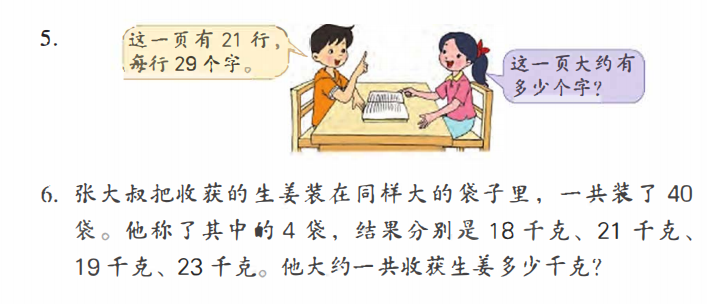 5.
这一页有 21 行，
每行 29 个字。
这一页大约有
多少个字？
6. 张大叔把收获的生姜装在同样大的袋子里，一共装了 40
袋。他称了其中的 4 袋，结果分别是 18 千克、21 千克、
19 千克、23 千克。他大约一共收获生姜多少千克？